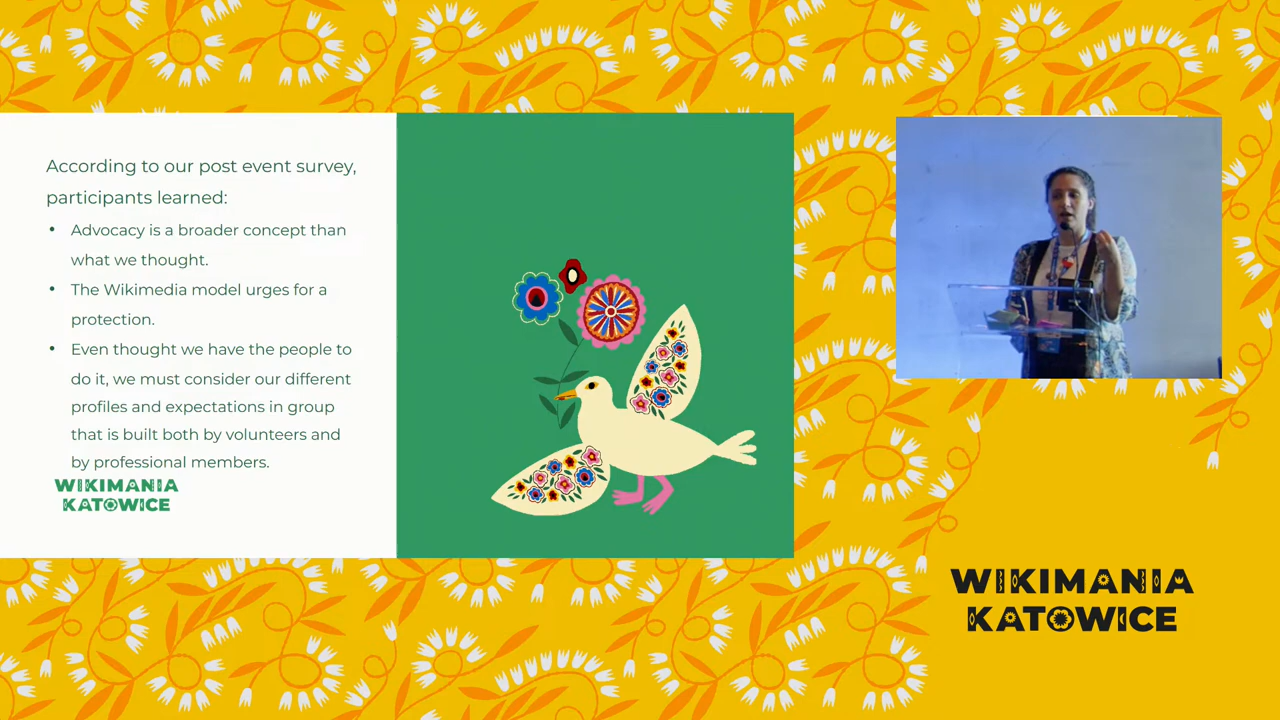 According to our post event survey,
participants learned:
• Advocacy is a broader concept than
what we thought.
• The Wikimedia model urges for a
protection.
• Even thought we have the people to
do it, we must consider our different
profiles and expectations in group
that is built both by volunteers and
by professional members.
WIKIMANIA
KATOWICE
WIKIMANIA
KATOWICE